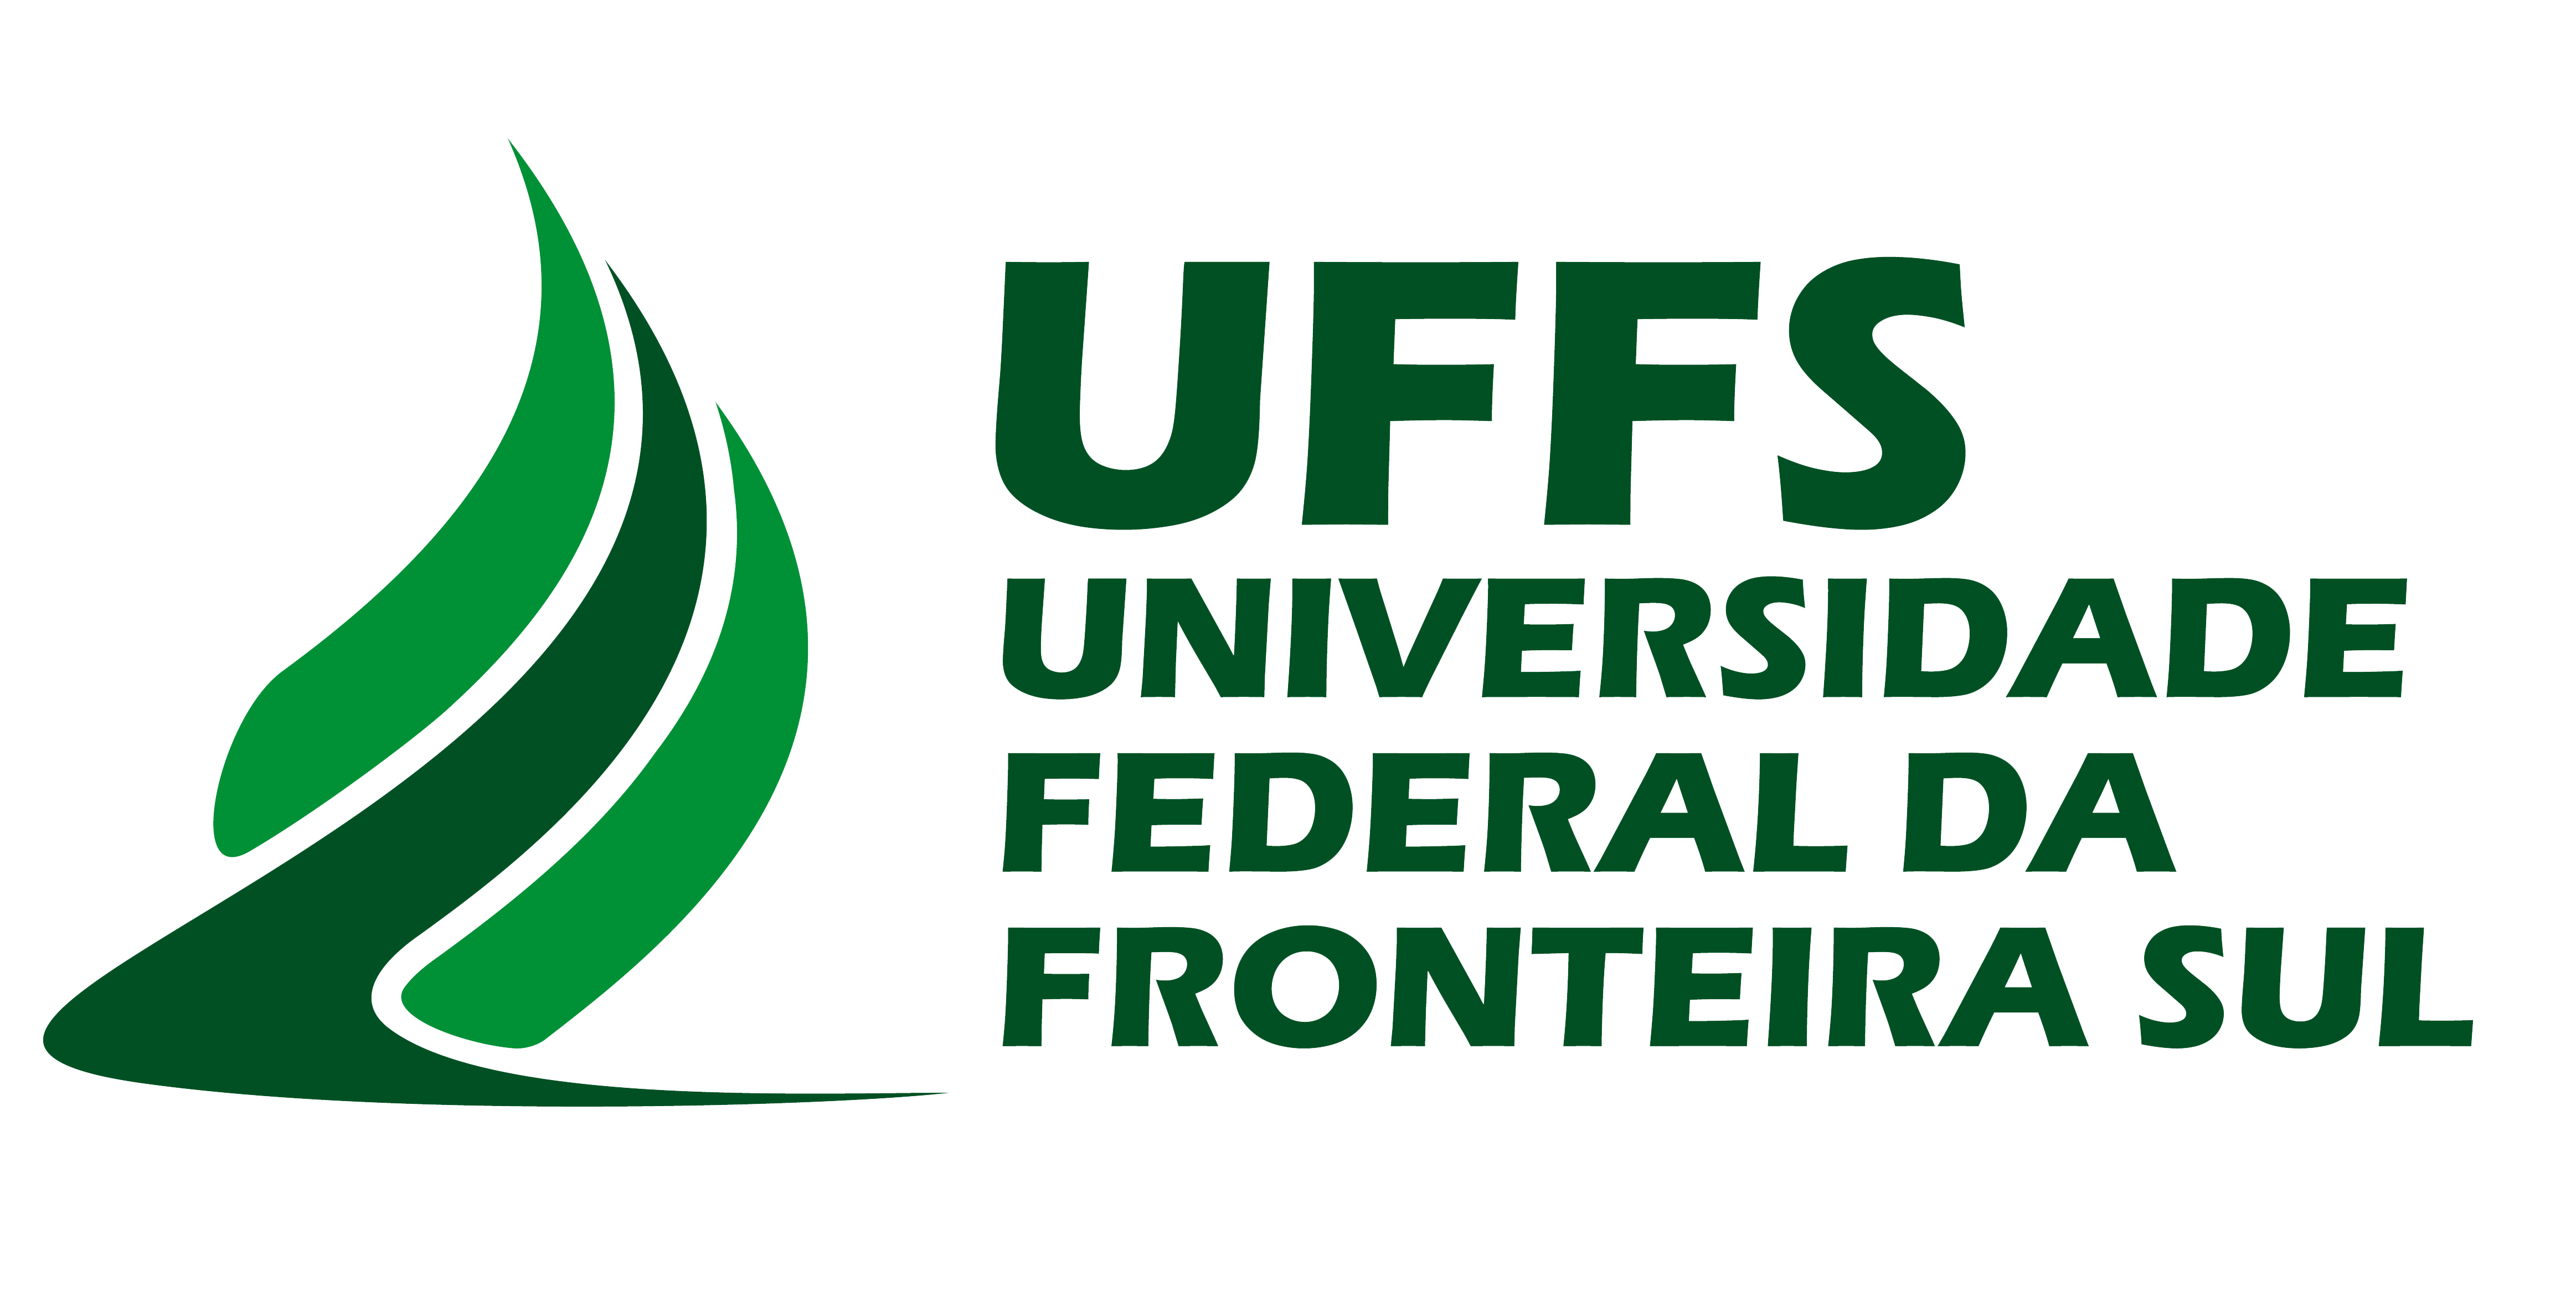 UFFS
UNIVERSIDADE
FEDERAL DA
FRONTEIRA SUL